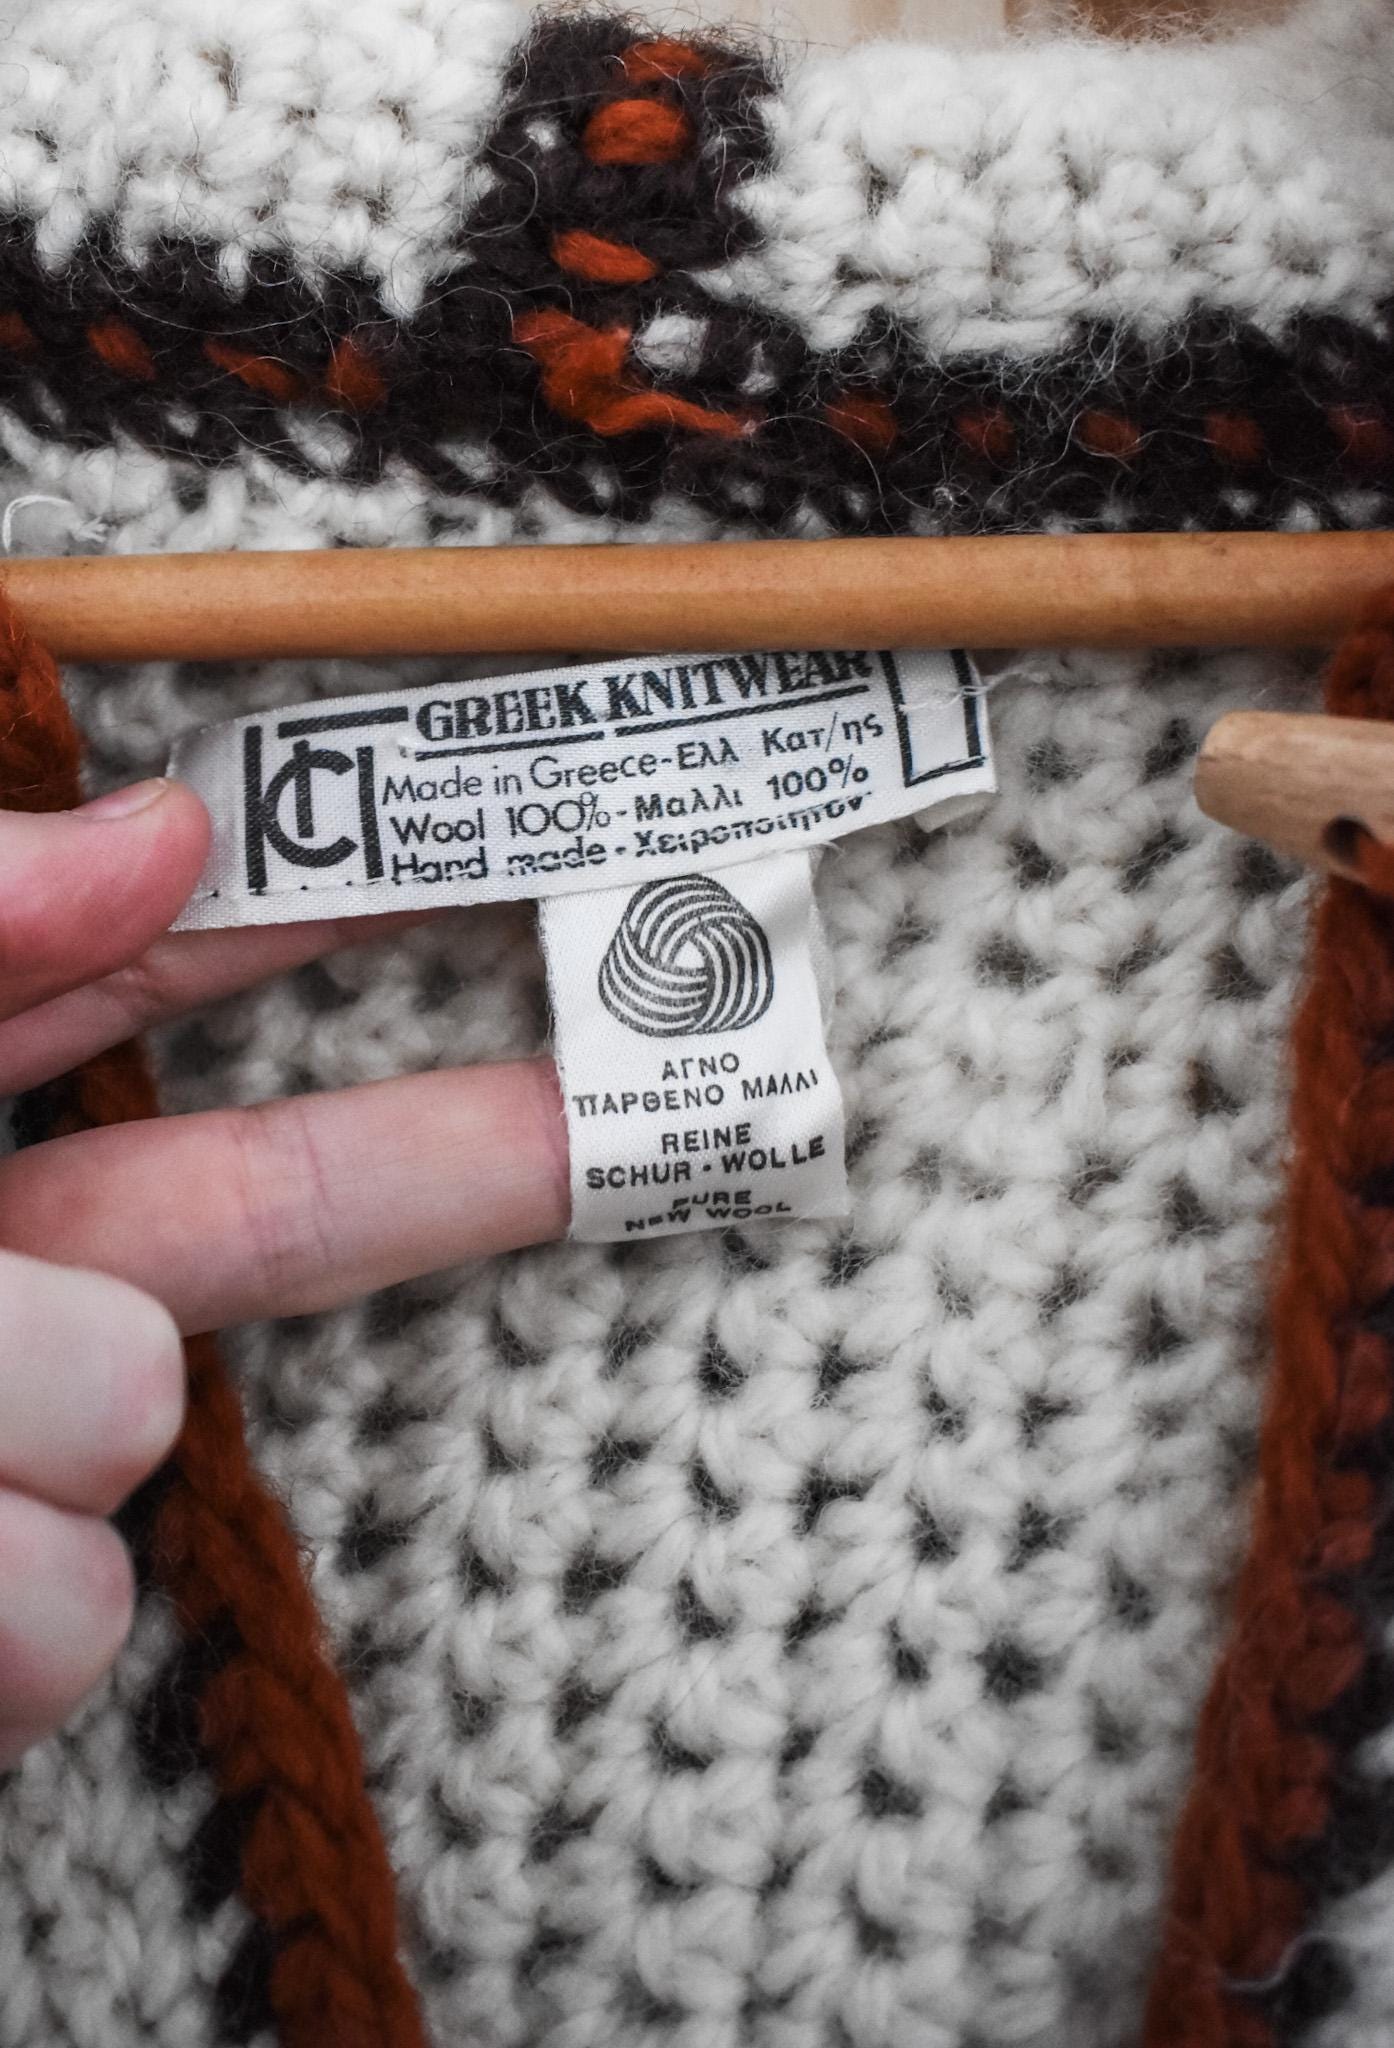 GREEK KNITWEAR
Made in Greece-Ελλ Κατ/ης
Wool 100%-Μαλλι 100%
Hand made-Χειροποιητον
ΑΓΝΟ
ΠΑΡΘΕΝΟ ΜΑΛΛΙ
REINE
SCHUR-WOLLE
PURE
NEW WOOL